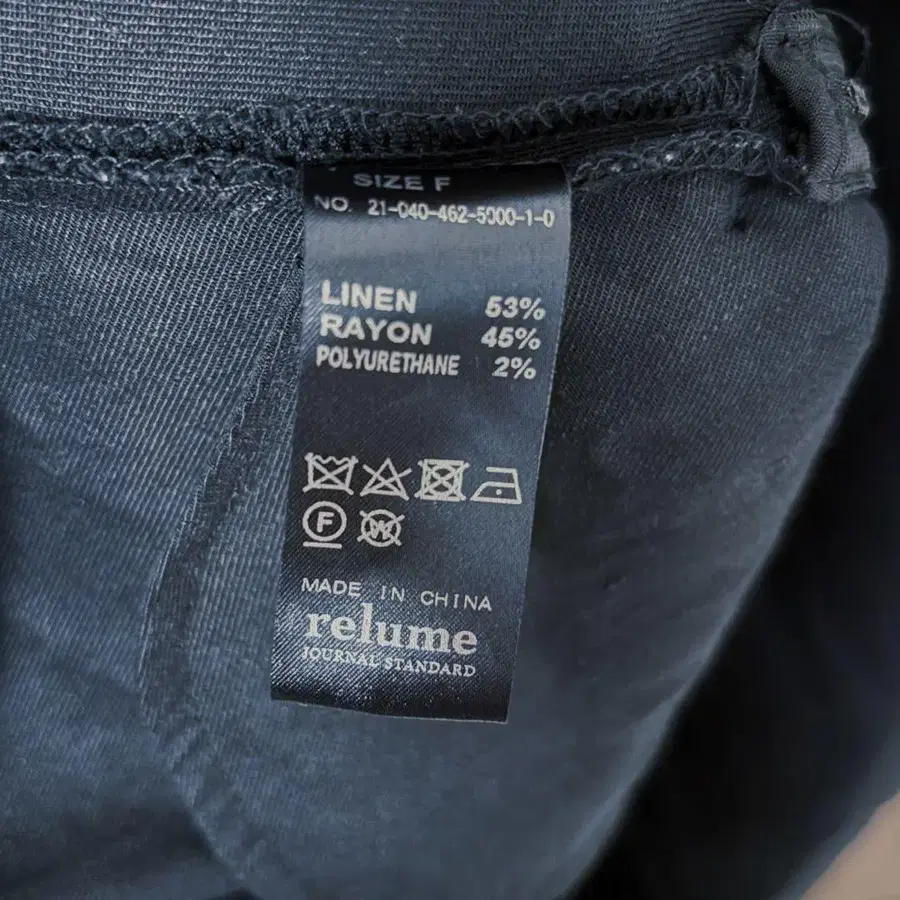 SIZE F
NO. 21-040-462-5000-1-0
LINEN 53%
RAYON 45%
POLYURETHANE 2%
F W
MADE IN CHINA
relume
JOURNAL STANDARD